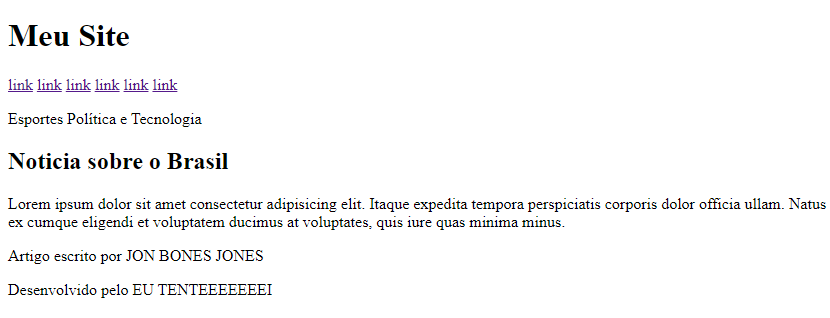 Meu Site
link link link link link link
Esportes Política e Tecnologia
Noticia sobre o Brasil
Lorem ipsum dolor sit amet consectetur adipisicing elit. Itaque expedita tempora perspiciatis corporis dolor officia ullam. Natus
ex cumque eligendi et voluptatem ducimus at voluptates, quis iure quas minima minus.
Artigo escrito por JON BONES JONES
Desenvolvido pelo EU TENTEEEEEEEI